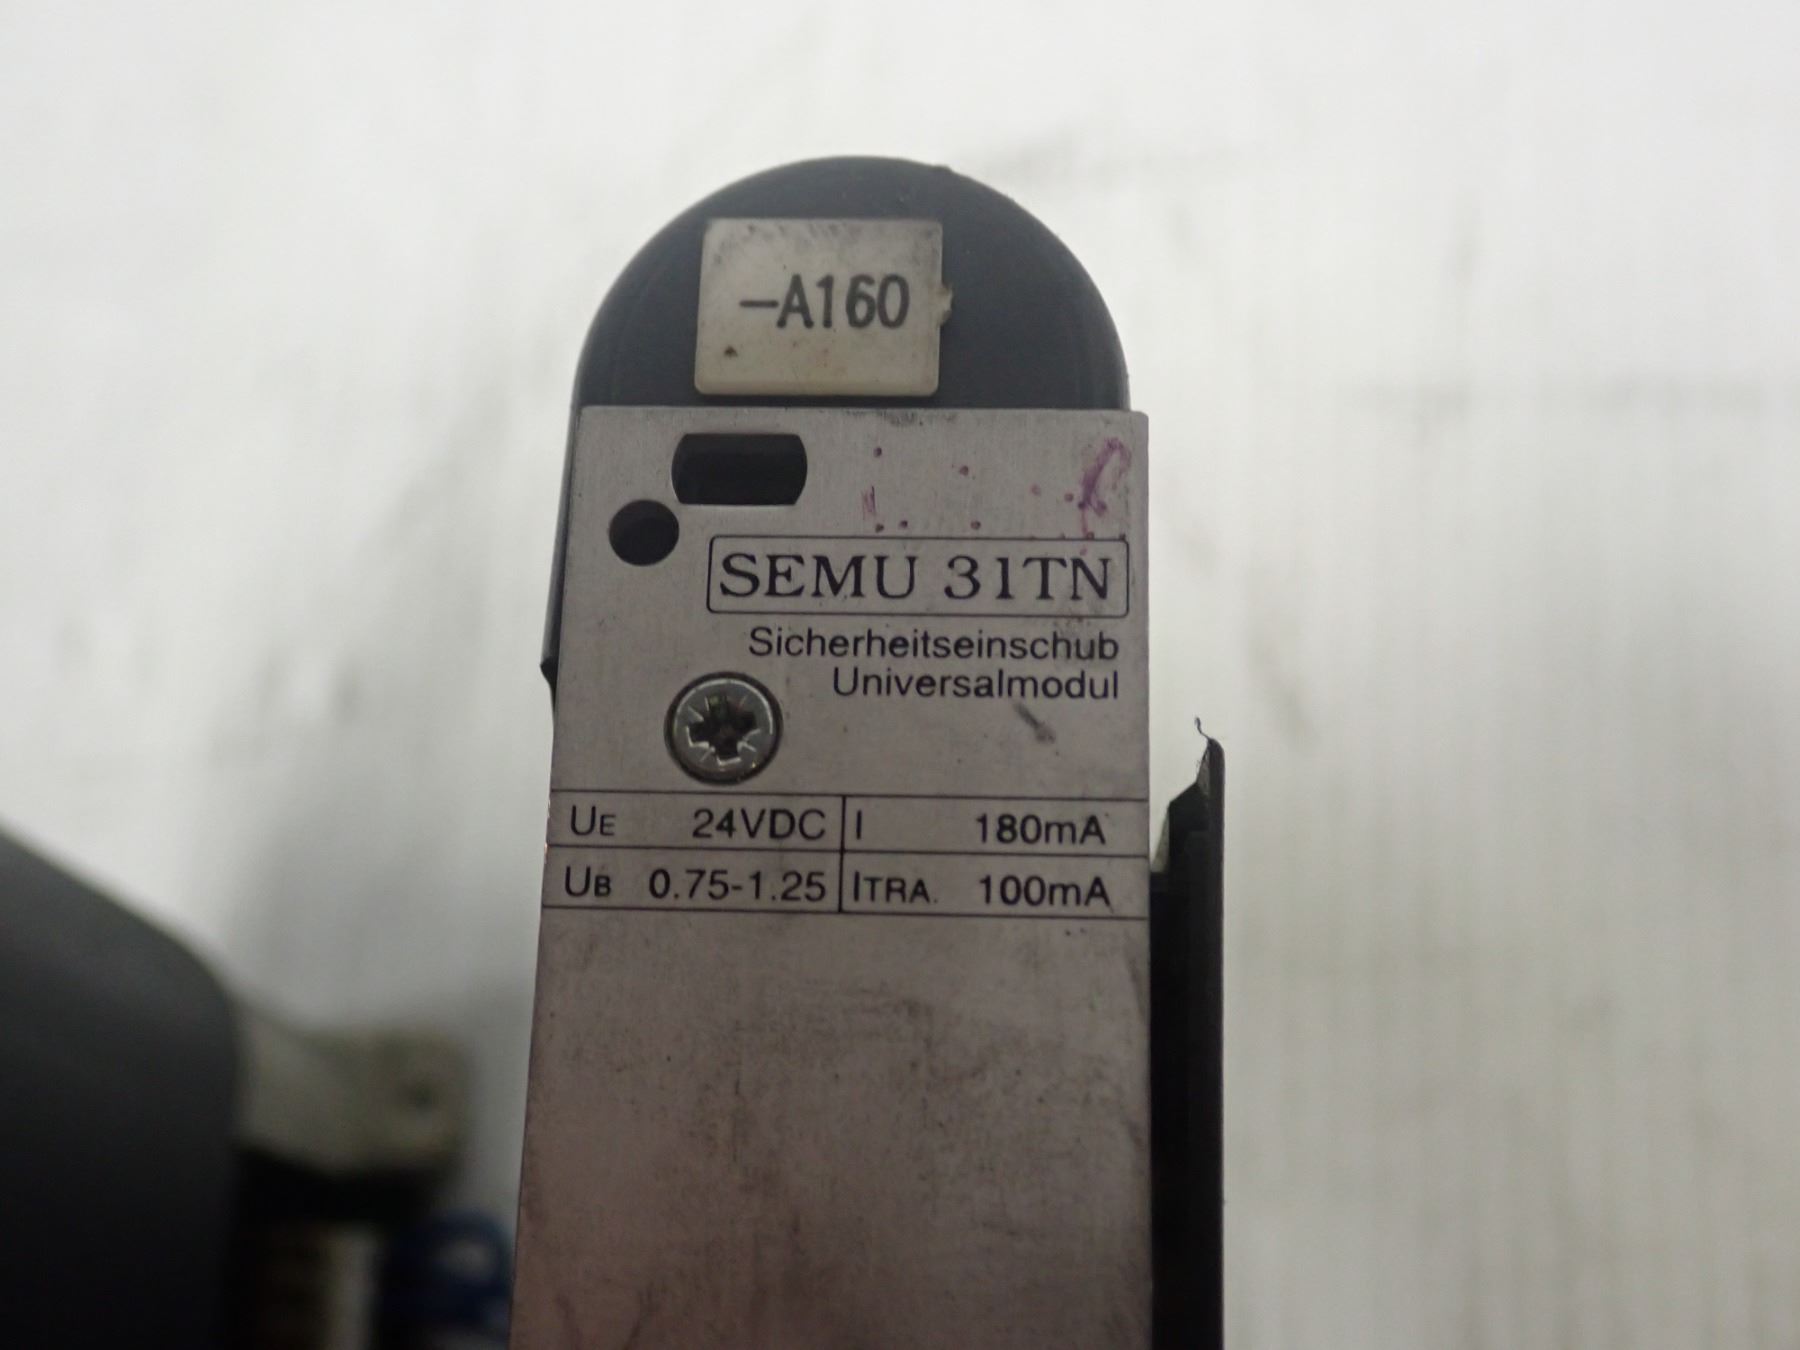 -A160
SEMU 31TN
Sicherheitseinschub
Universalmodul
UE 24VDC I 180mA
UB 0.75-1.25 ITRA. 100mA